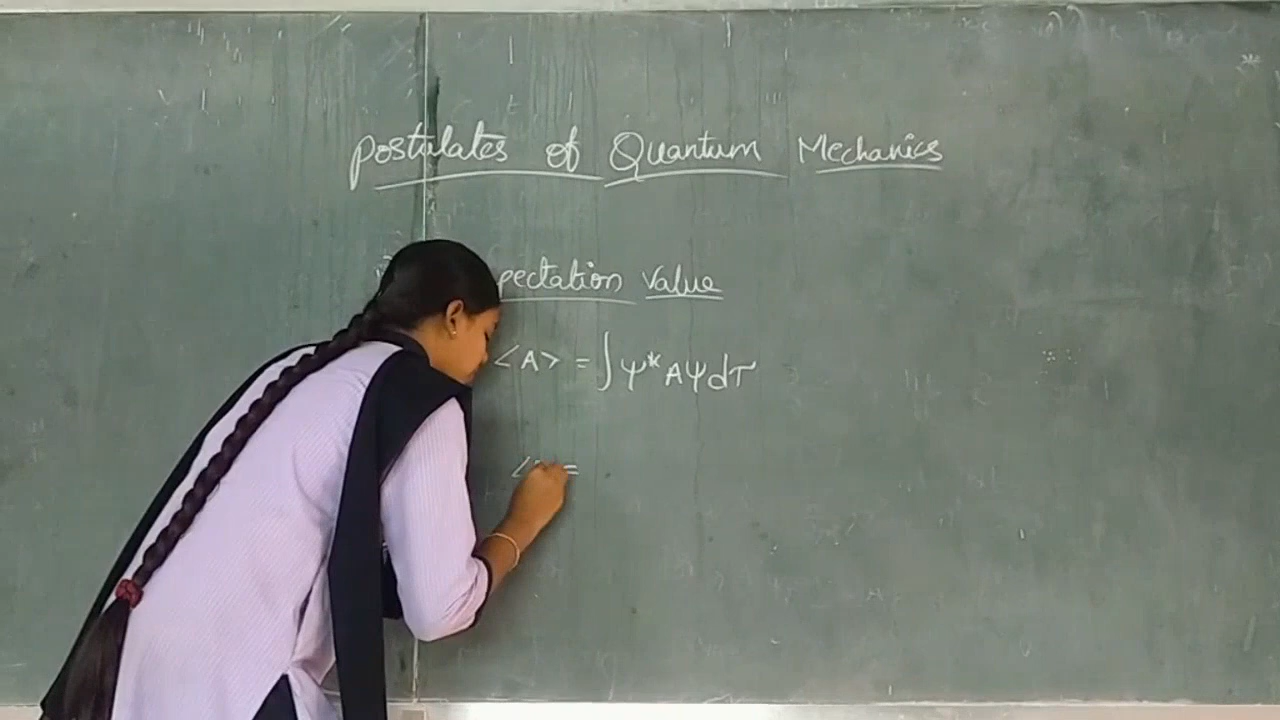 Postulates of Quantum Mechanics
pectation Value
<A> = ∫ψ*Aψdτ
< =